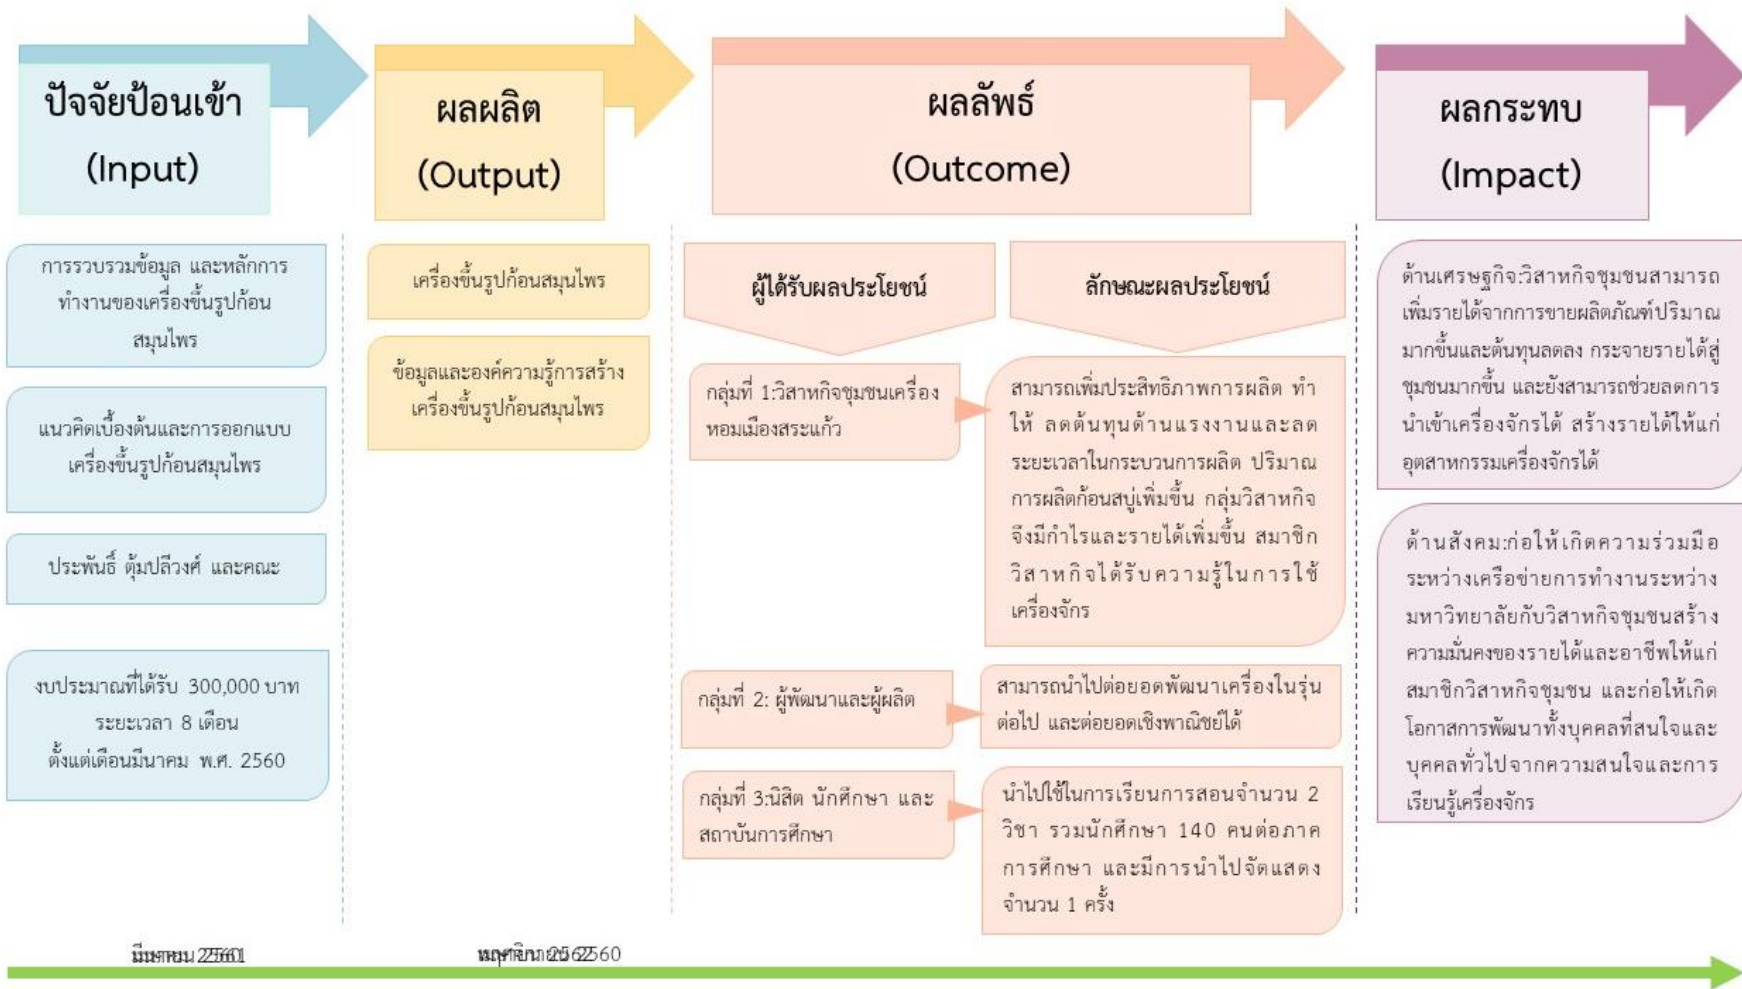 ปัจจัยป้อนเข้า
(Input)
ผลผลิต
(Output)
ผลลัพธ์
(Outcome)
ผลกระทบ
(Impact)
การรวบรวมข้อมูล และหลักการ
ทำงานของเครื่องขึ้นรูปก้อน
สมุนไพร
แนวคิดเบื้องต้นและการออกแบบ
เครื่องขึ้นรูปก้อนสมุนไพร
ประพันธิ์ ตุ้มปลีวงศ์ และคณะ
งบประมาณที่ได้รับ 300,000 บาท
ระยะเวลา 8 เดือน
ตั้งแต่เดือนมีนาคม พ.ศ. 2560
เครื่องขึ้นรูปก้อนสมุนไพร
ข้อมูลและองค์ความรู้การสร้าง
เครื่องขึ้นรูปก้อนสมุนไพร
ผู้ได้รับผลประโยชน์
ลักษณะผลประโยชน์
กลุ่มที่ 1:วิสาหกิจชุมชนเครื่อง
หอมเมืองสระแก้ว
สามารถเพิ่มประสิทธิภาพการผลิต ทำ
ให้ ลดต้นทุนด้านแรงงานและลด
ระยะเวลาในกระบวนการผลิต ปริมาณ
การผลิตก้อนสบู่เพิ่มขึ้น กลุ่มวิสาหกิจ
จึงมีกำไรและรายได้เพิ่มขึ้น สมาชิก
วิสาหกิจได้รับความรู้ในการใช้
เครื่องจักร
กลุ่มที่ 2: ผู้พัฒนาและผู้ผลิต
สามารถนำไปต่อยอดพัฒนาเครื่องในรุ่น
ต่อไป และต่อยอดเชิงพาณิชย์ได้
กลุ่มที่ 3:นิสิต นักศึกษา และ
สถาบันการศึกษา
นำไปใช้ในการเรียนการสอนจำนวน 2
วิชา รวมนักศึกษา 140 คนต่อภาค
การศึกษา และมีการนำไปจัดแสดง
จำนวน 1 ครั้ง
ด้านเศรษฐกิจ:วิสาหกิจชุมชนสามารถ
เพิ่มรายได้จากการขายผลิตภัณฑ์ปริมาณ
มากขึ้นและต้นทุนลดลง กระจายรายได้สู่
ชุมชนมากขึ้น และยังสามารถช่วยลดการ
นำเข้าเครื่องจักรได้ สร้างรายได้ให้แก่
อุตสาหกรรมเครื่องจักรได้
ด้านสังคม:ก่อให้เกิดความร่วมมือ
ระหว่างเครือข่ายการทำงานระหว่าง
มหาวิทยาลัยกับวิสาหกิจชุมชนสร้าง
ความมั่นคงของรายได้และอาชีพให้แก่
สมาชิกวิสาหกิจชุมชน และก่อให้เกิด
โอกาสการพัฒนาทั้งบุคคลที่สนใจและ
บุคคลทั่วไปจากความสนใจและการ
เรียนรู้เครื่องจักร